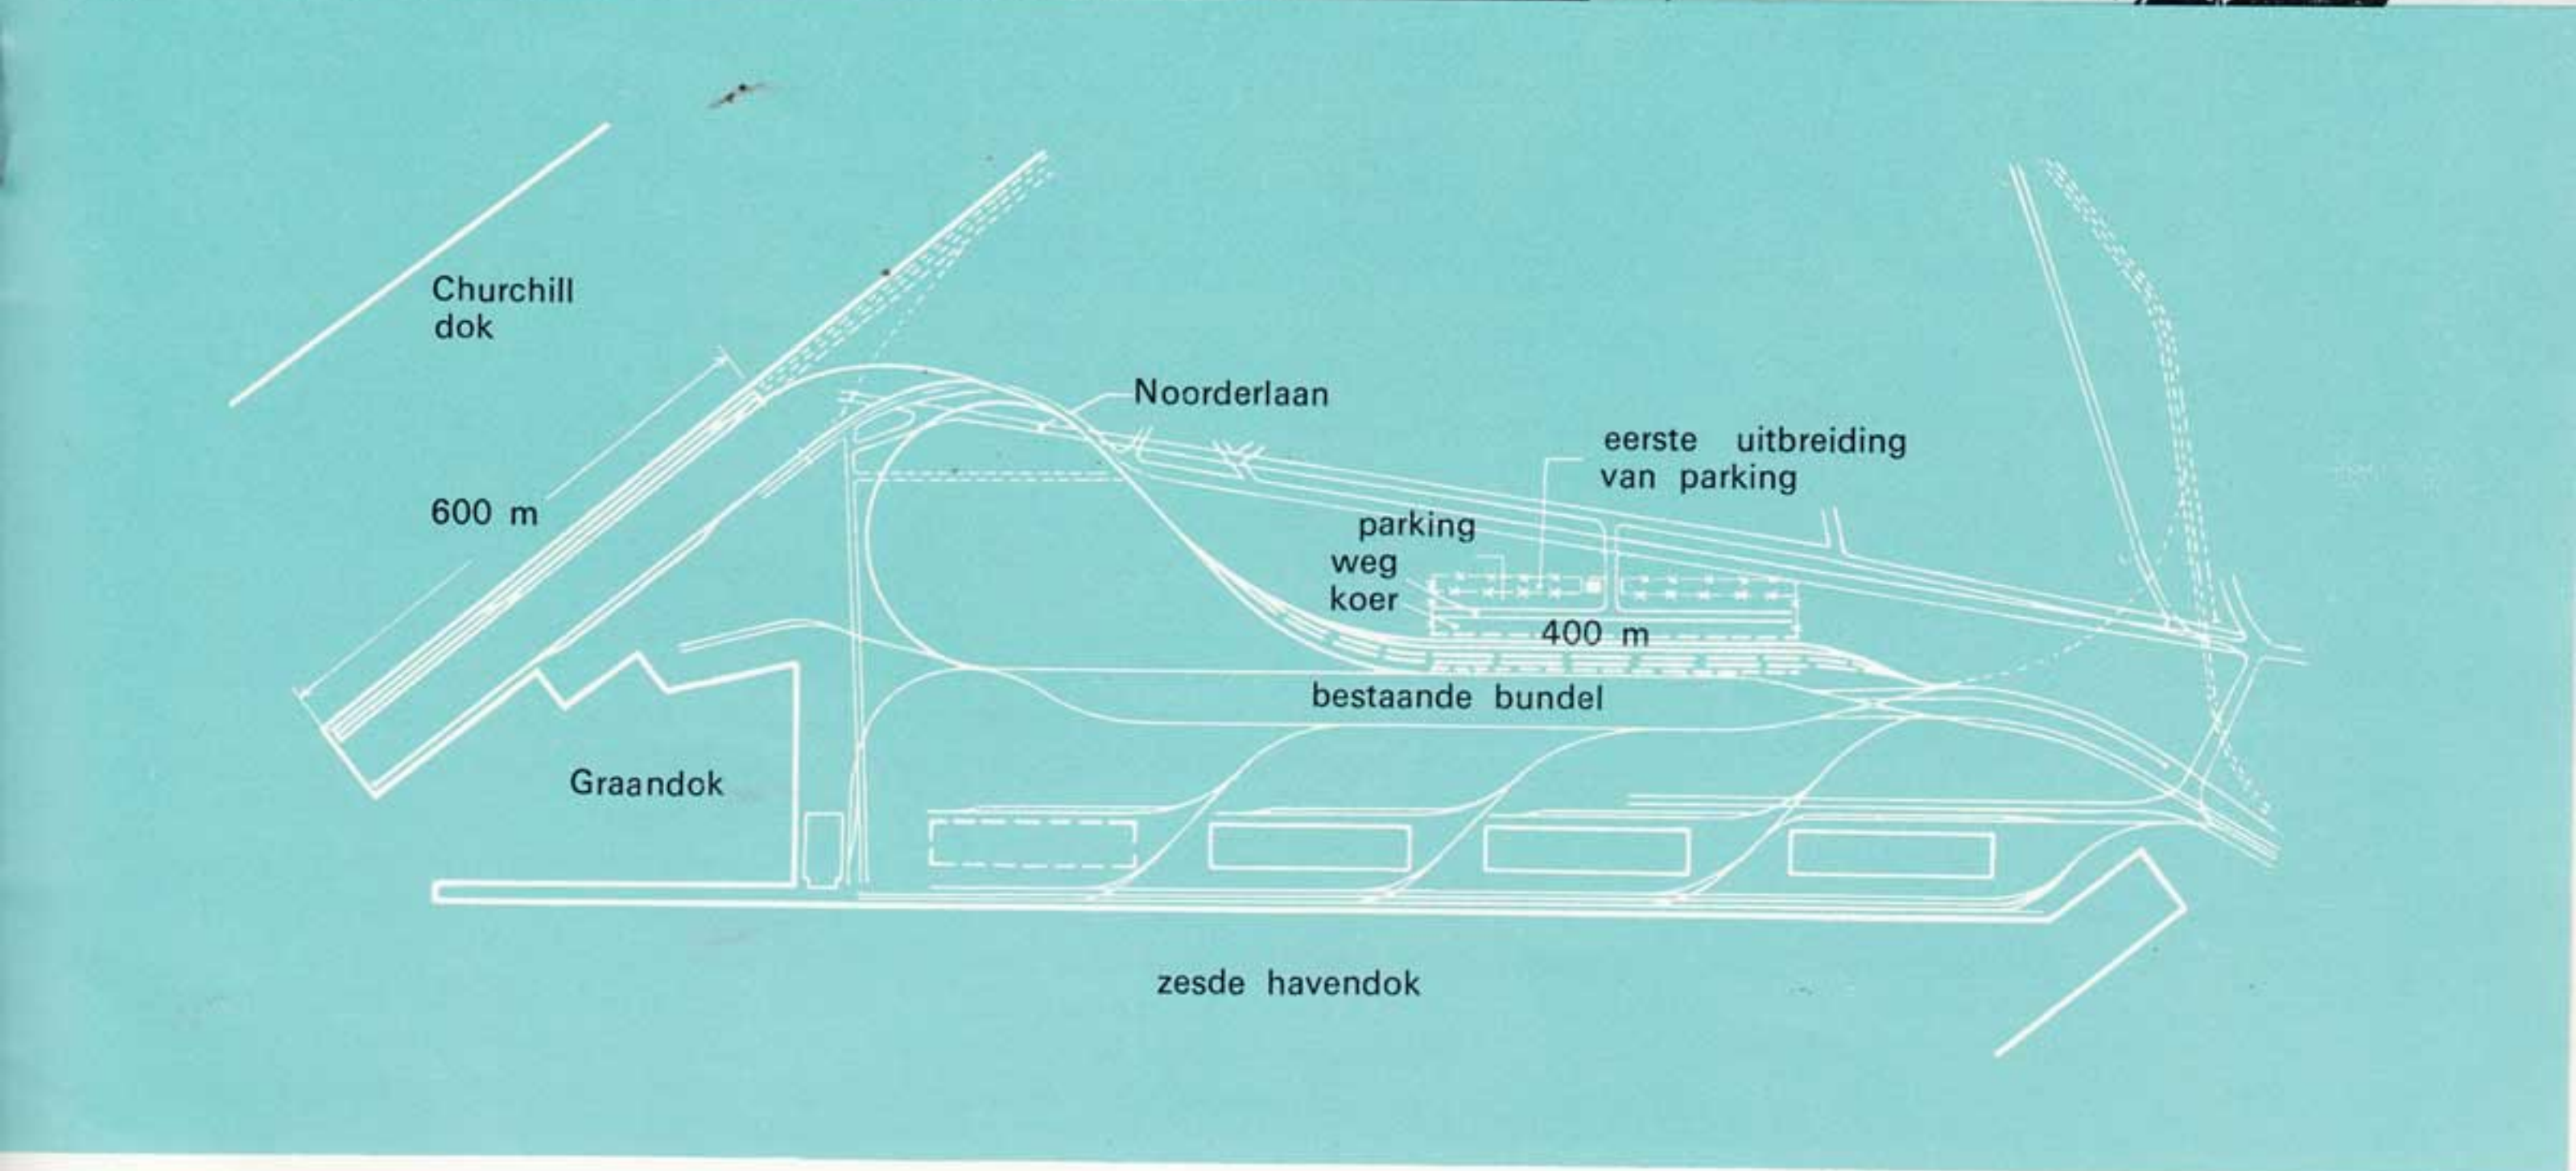 Churchill
dok
Noorderlaan
eerste uitbreiding
van parking
600 m
parking
weg
koer
400 m
bestaande bundel
Graandok
zesde havendok